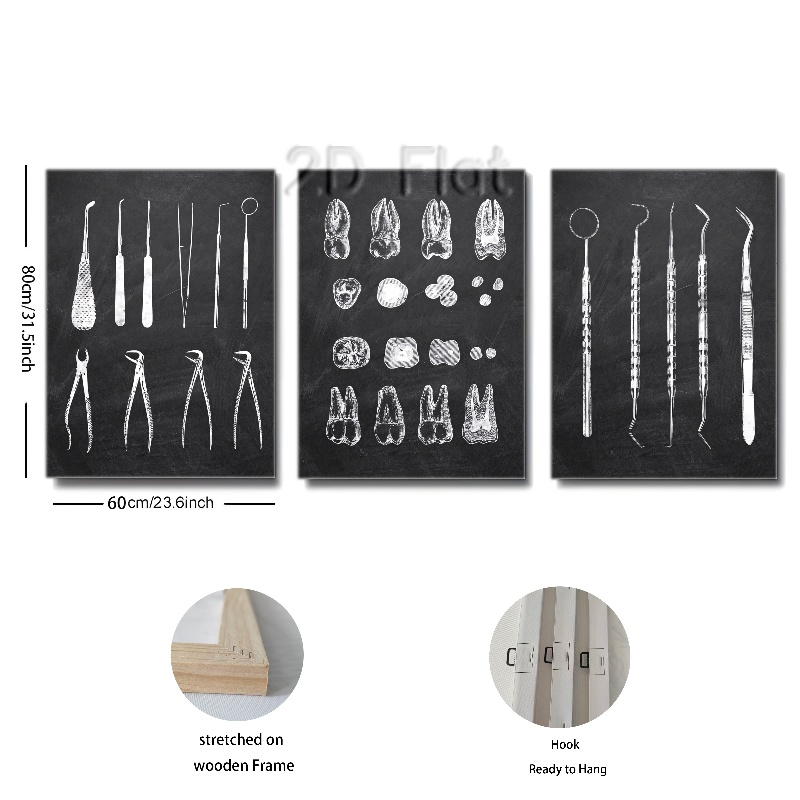 2D Flat
80cm/31.5inch
60cm/23.6inch
stretched on
wooden Frame
Hook
Ready to Hang